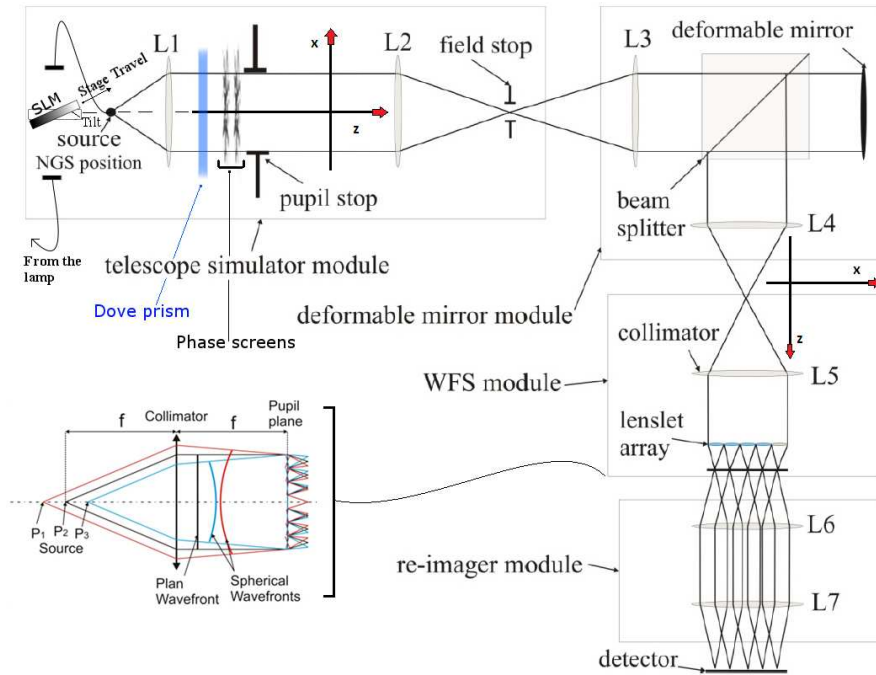 L1
x
L2
field stop
L3
deformable mirror
Stage Travel
SLM
Tilt
z
source
NGS position
pupil stop
beam
splitter
L4
From the
lamp
telescope simulator module
x
Dove prism
deformable mirror module
z
Phase screens
collimator
WFS module
L5
lenslet
array
f
Collimator
f
Pupil
plane
P1
P2
P3
Source
Plan
Wavefront
Spherical
Wavefronts
L6
re-imager module
L7
detector